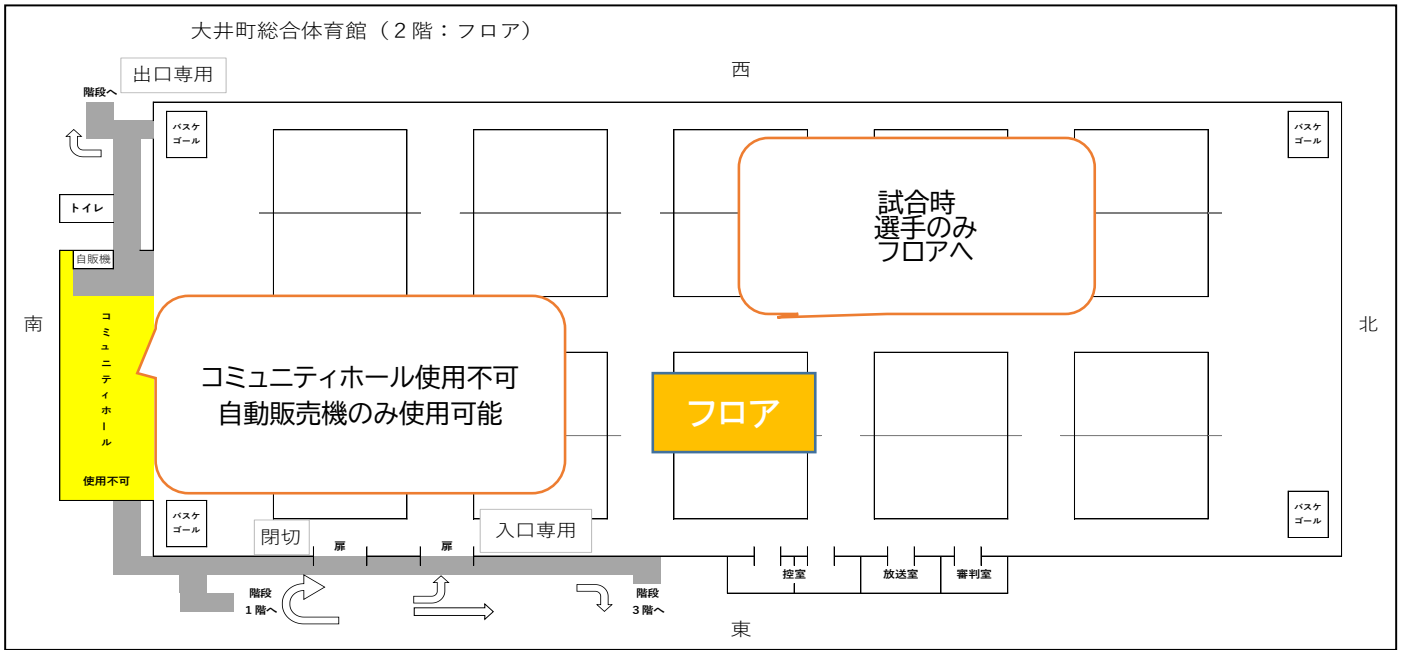 大井町総合体育館（２階：フロア）
出口専用
西
階段へ
バスケ
ゴール
バスケ
ゴール
試合時
選手のみ
フロアへ
トイレ
自販機
南
コミュニティホール
使用不可
北
コミュニティホール使用不可
自動販売機のみ使用可能
フロア
バスケ
ゴール
バスケ
ゴール
閉切
扉
扉
入口専用
控室
放送室
審判室
階段
１階へ
階段
３階へ
東